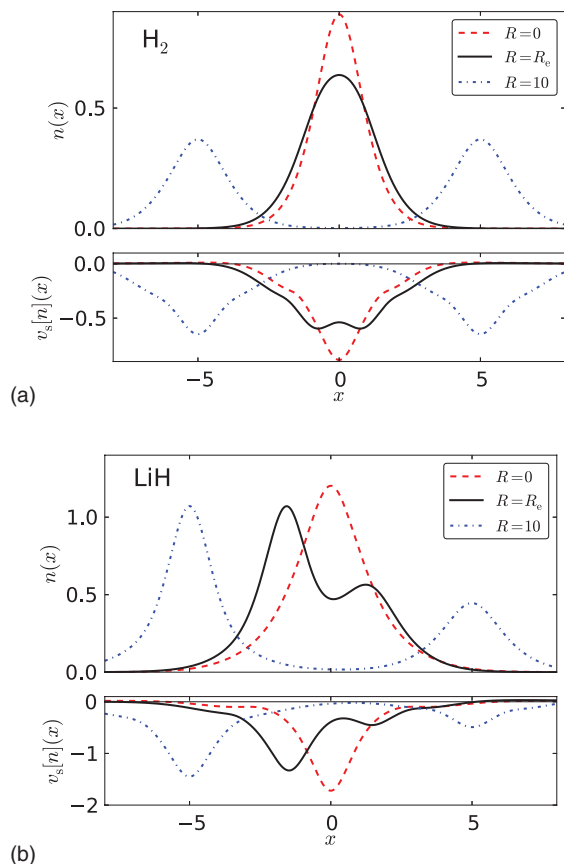 H₂
R=0
R=Rₑ
R=10
n(x)
0.5
0.0
vₛ[n](x)
0.0
−0.5
−5
0
5
x
(a)
LiH
R=0
R=Rₑ
R=10
n(x)
1.0
0.5
0.0
vₛ[n](x)
0
−1
−2
−5
0
5
x
(b)